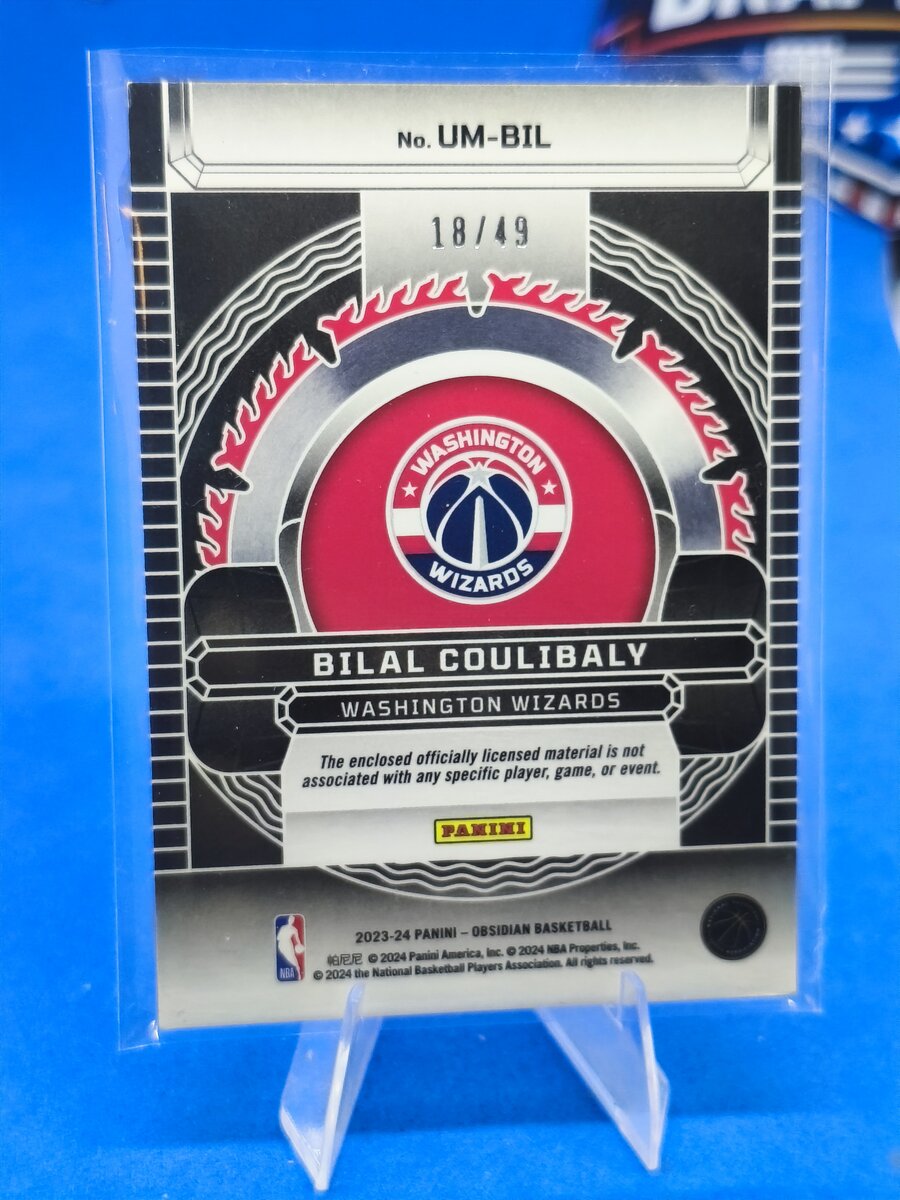 No. UM-BIL
18/49
WASHINGTON
WIZARDS
BILAL COULIBALY
WASHINGTON WIZARDS
The enclosed officially licensed material is not
associated with any specific player, game, or event.
PANINI
2023-24 PANINI – OBSIDIAN BASKETBALL
帕尼尼 © 2024 Panini America, Inc. © 2024 NBA Properties, Inc.
© 2024 the National Basketball Players Association. All rights reserved.
NBA